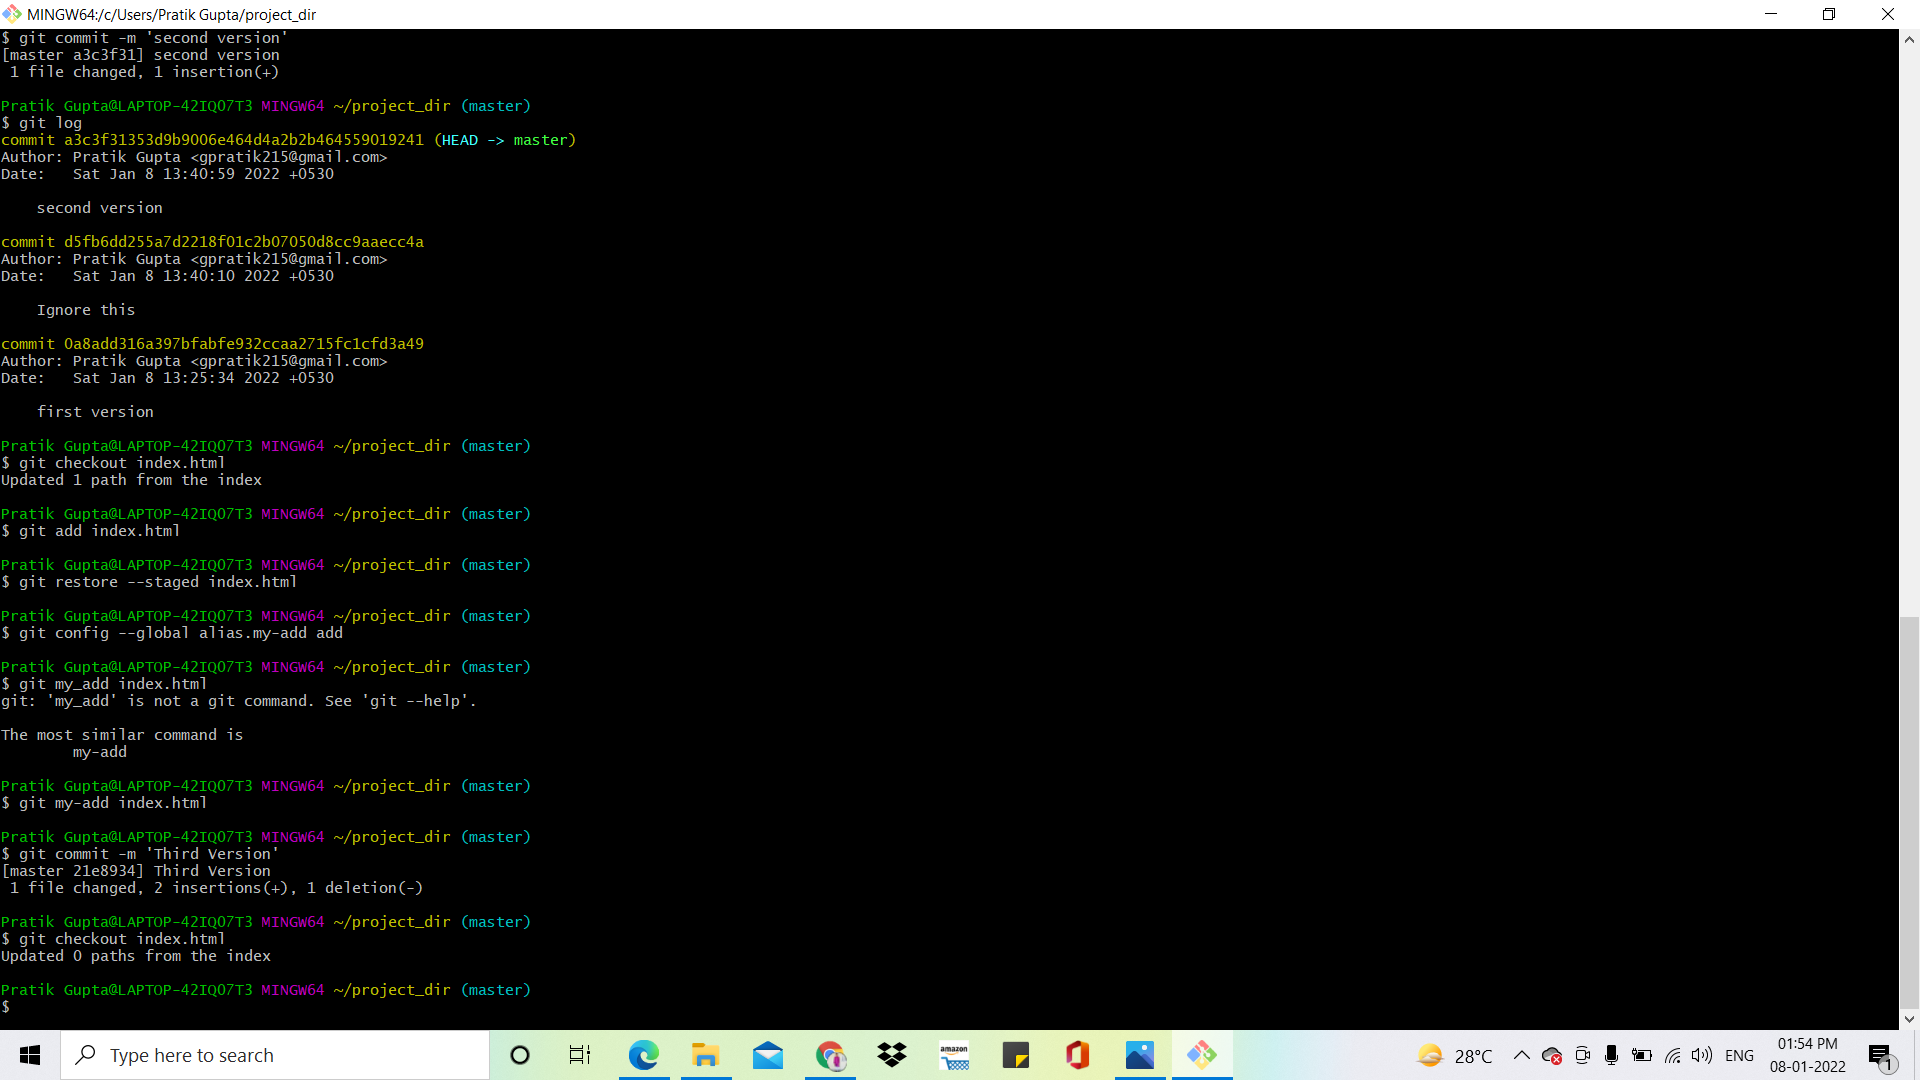 MINGW64:/c/Users/Pratik Gupta/project_dir
$ git commit -m 'second version'
[master a3c3f31] second version
 1 file changed, 1 insertion(+)
Pratik Gupta@LAPTOP-42IQ07T3 MINGW64 ~/project_dir (master)
$ git log
commit a3c3f31353d9b9006e464d4a2b2b464559019241 (HEAD -> master)
Author: Pratik Gupta <gpratik215@gmail.com>
Date:   Sat Jan 8 13:40:59 2022 +0530
    second version
commit d5fb6dd255a7d2218f01c2b07050d8cc9aaecc4a
Author: Pratik Gupta <gpratik215@gmail.com>
Date:   Sat Jan 8 13:40:10 2022 +0530
    Ignore this
commit 0a8add316a397bfabfe932ccaa2715fc1cfd3a49
Author: Pratik Gupta <gpratik215@gmail.com>
Date:   Sat Jan 8 13:25:34 2022 +0530
    first version
Pratik Gupta@LAPTOP-42IQ07T3 MINGW64 ~/project_dir (master)
$ git checkout index.html
Updated 1 path from the index
Pratik Gupta@LAPTOP-42IQ07T3 MINGW64 ~/project_dir (master)
$ git add index.html
Pratik Gupta@LAPTOP-42IQ07T3 MINGW64 ~/project_dir (master)
$ git restore --staged index.html
Pratik Gupta@LAPTOP-42IQ07T3 MINGW64 ~/project_dir (master)
$ git config --global alias.my-add add
Pratik Gupta@LAPTOP-42IQ07T3 MINGW64 ~/project_dir (master)
$ git my_add index.html
git: 'my_add' is not a git command. See 'git --help'.
The most similar command is
        my-add
Pratik Gupta@LAPTOP-42IQ07T3 MINGW64 ~/project_dir (master)
$ git my-add index.html
Pratik Gupta@LAPTOP-42IQ07T3 MINGW64 ~/project_dir (master)
$ git commit -m 'Third Version'
[master 21e8934] Third Version
 1 file changed, 2 insertions(+), 1 deletion(-)
Pratik Gupta@LAPTOP-42IQ07T3 MINGW64 ~/project_dir (master)
$ git checkout index.html
Updated 0 paths from the index
Pratik Gupta@LAPTOP-42IQ07T3 MINGW64 ~/project_dir (master)
$
Type here to search
amazon
28°C
ENG
01:54 PM
08-01-2022
1